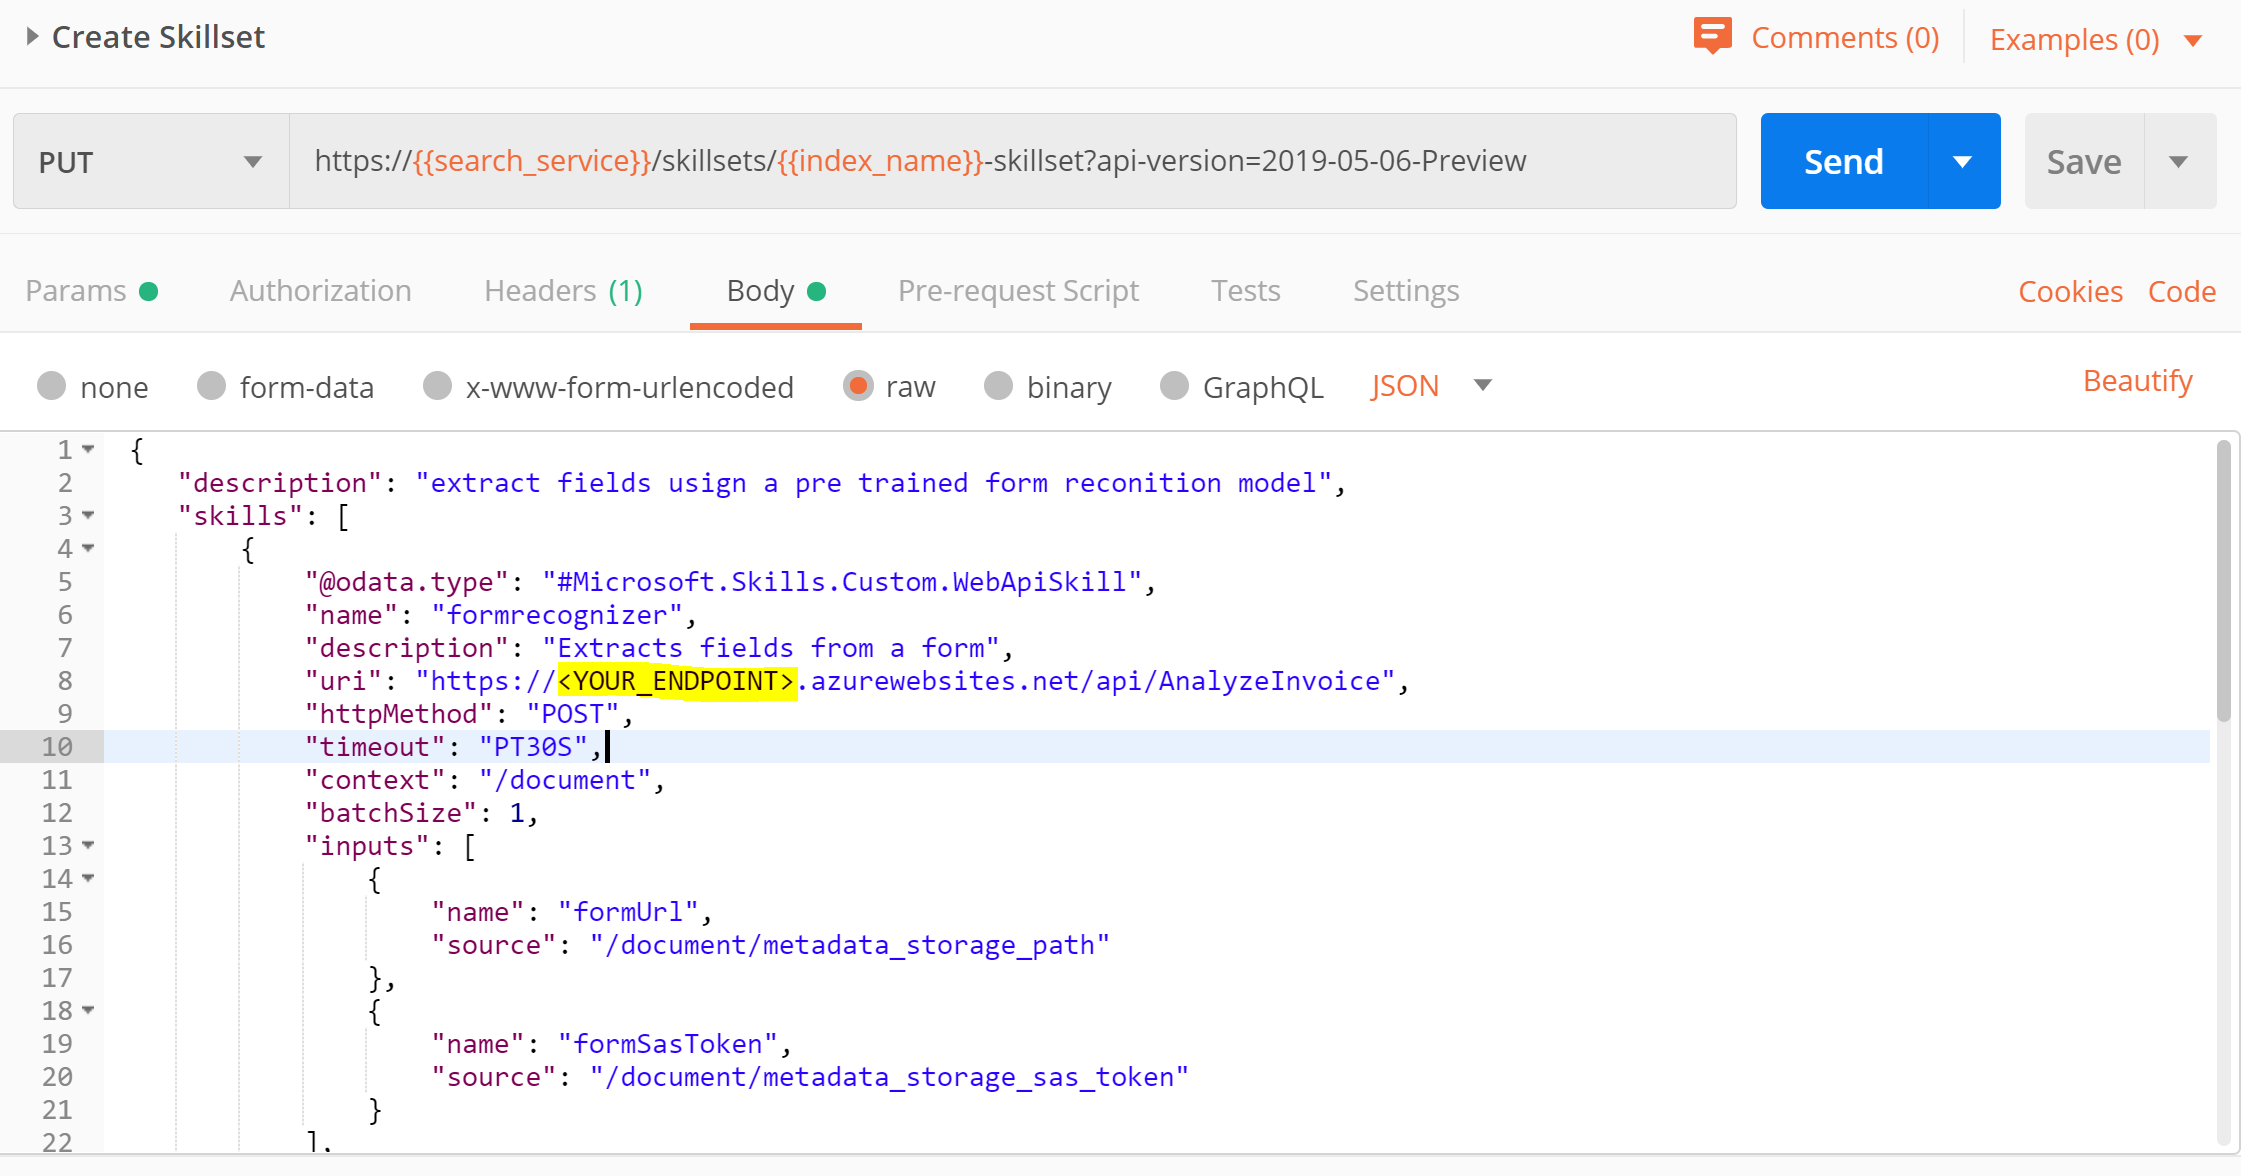 Create Skillset
Comments (0) Examples (0)
PUT https://{{search_service}}/skillsets/{{index_name}}-skillset?api-version=2019-05-06-Preview Send Save
Params Authorization Headers (1) Body Pre-request Script Tests Settings Cookies Code
none form-data x-www-form-urlencoded raw binary GraphQL JSON Beautify
1 {
2 "description": "extract fields usign a pre trained form reconition model",
3 "skills": [
4 {
5 "@odata.type": "#Microsoft.Skills.Custom.WebApiSkill",
6 "name": "formrecognizer",
7 "description": "Extracts fields from a form",
8 "uri": "https://<YOUR_ENDPOINT>.azurewebsites.net/api/AnalyzeInvoice",
9 "httpMethod": "POST",
10 "timeout": "PT30S",
11 "context": "/document",
12 "batchSize": 1,
13 "inputs": [
14 {
15 "name": "formUrl",
16 "source": "/document/metadata_storage_path"
17 },
18 {
19 "name": "formSasToken",
20 "source": "/document/metadata_storage_sas_token"
21 }
22 ],